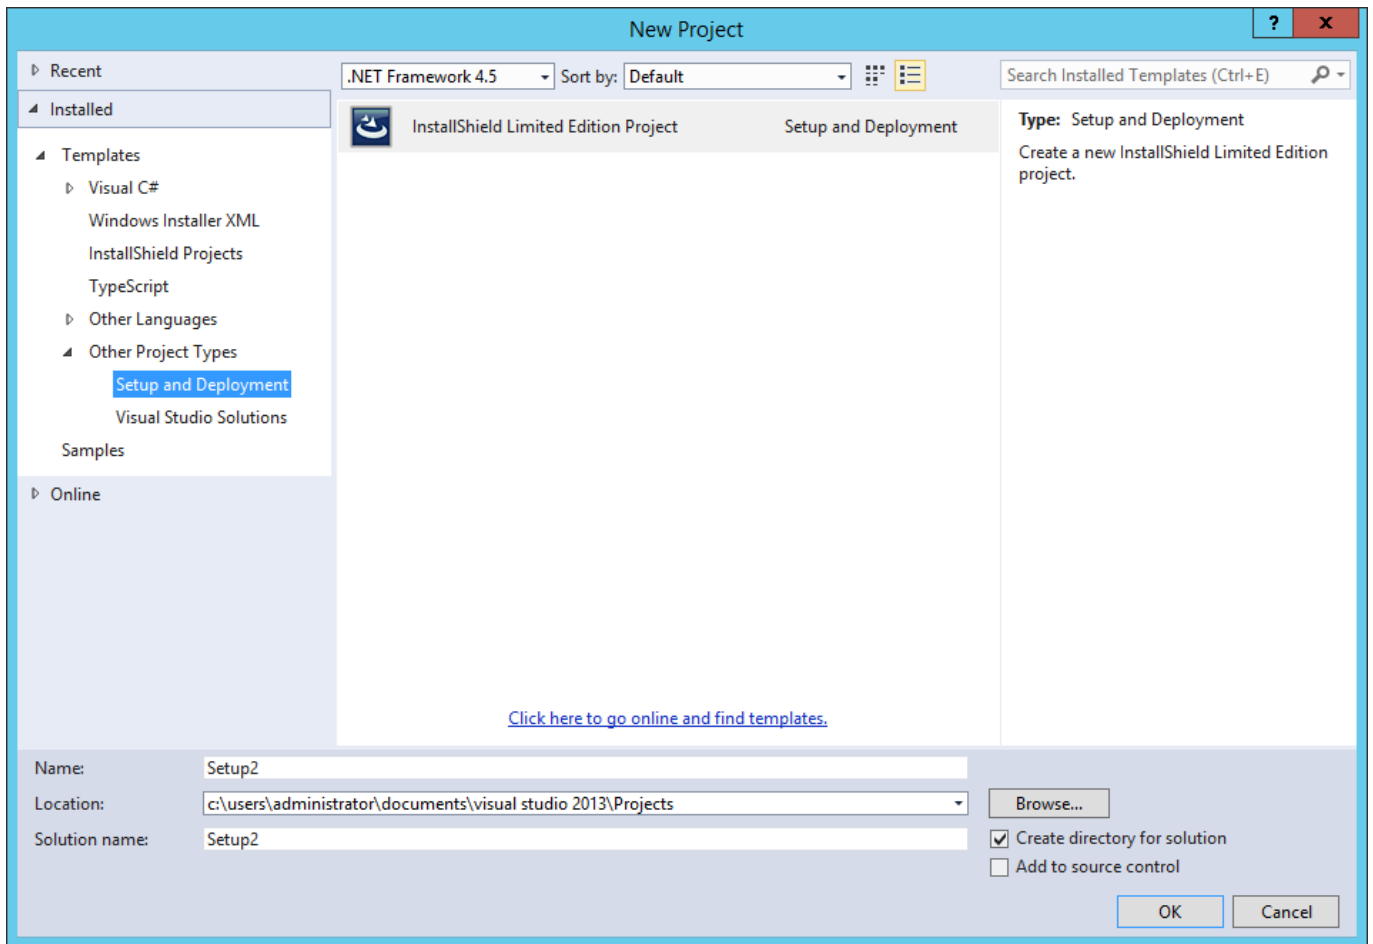 New Project
?
x
Recent
Installed
Templates
Visual C#
Windows Installer XML
InstallShield Projects
TypeScript
Other Languages
Other Project Types
Setup and Deployment
Visual Studio Solutions
Samples
Online
.NET Framework 4.5
Sort by: Default
Search Installed Templates (Ctrl+E)
InstallShield Limited Edition Project
Setup and Deployment
Type: Setup and Deployment
Create a new InstallShield Limited Edition
project.
Click here to go online and find templates.
Name: Setup2
Location: c:\users\administrator\documents\visual studio 2013\Projects
Browse...
Solution name: Setup2
Create directory for solution
Add to source control
OK
Cancel